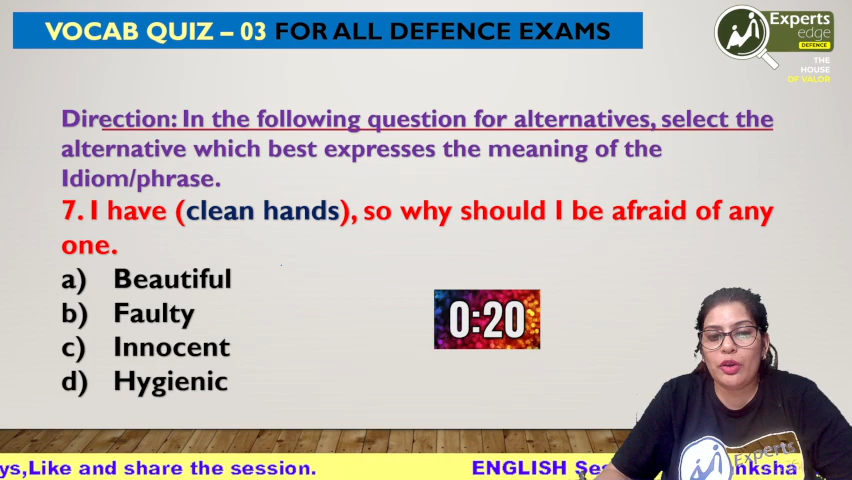 VOCAB QUIZ – 03 FOR ALL DEFENCE EXAMS
Experts
edge
DEFENCE
THE
HOUSE
OF VALOR
Direction: In the following question for alternatives, select the
alternative which best expresses the meaning of the
Idiom/phrase.
7. I have (clean hands), so why should I be afraid of any
one.
a) Beautiful
b) Faulty
c) Innocent
d) Hygienic
0:20
Experts
ys,Like and share the session.
ENGLISH Ses
nksha